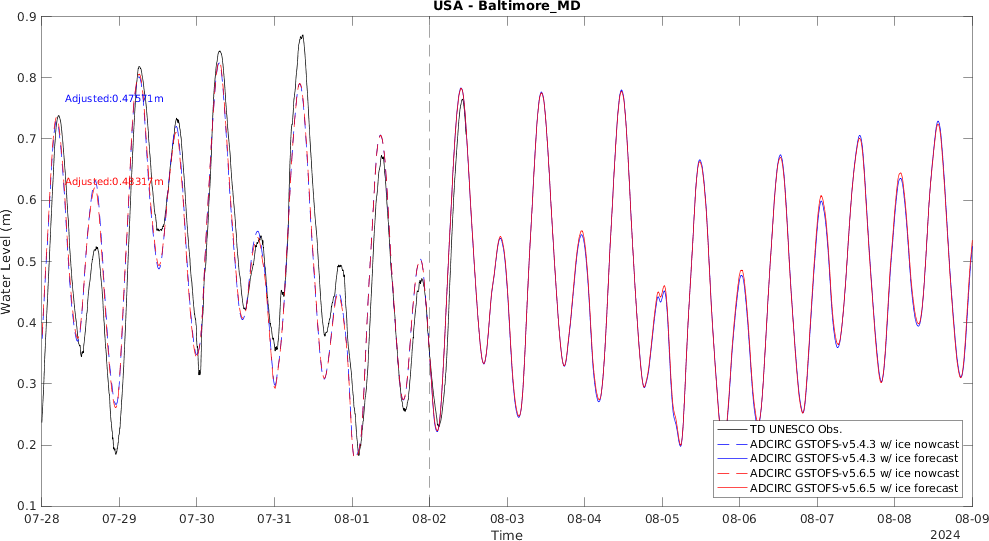 USA - Baltimore_MD
Water Level (m)
0.9
0.8
0.7
0.6
0.5
0.4
0.3
0.2
0.1
Adjusted:0.47571m
Adjusted:0.48317m
TD UNESCO Obs.
ADCIRC GSTOFS-v5.4.3 w/ ice nowcast
ADCIRC GSTOFS-v5.4.3 w/ ice forecast
ADCIRC GSTOFS-v5.6.5 w/ ice nowcast
ADCIRC GSTOFS-v5.6.5 w/ ice forecast
07-28 07-29 07-30 07-31 08-01 08-02 08-03 08-04 08-05 08-06 08-07 08-08 08-09
Time
2024